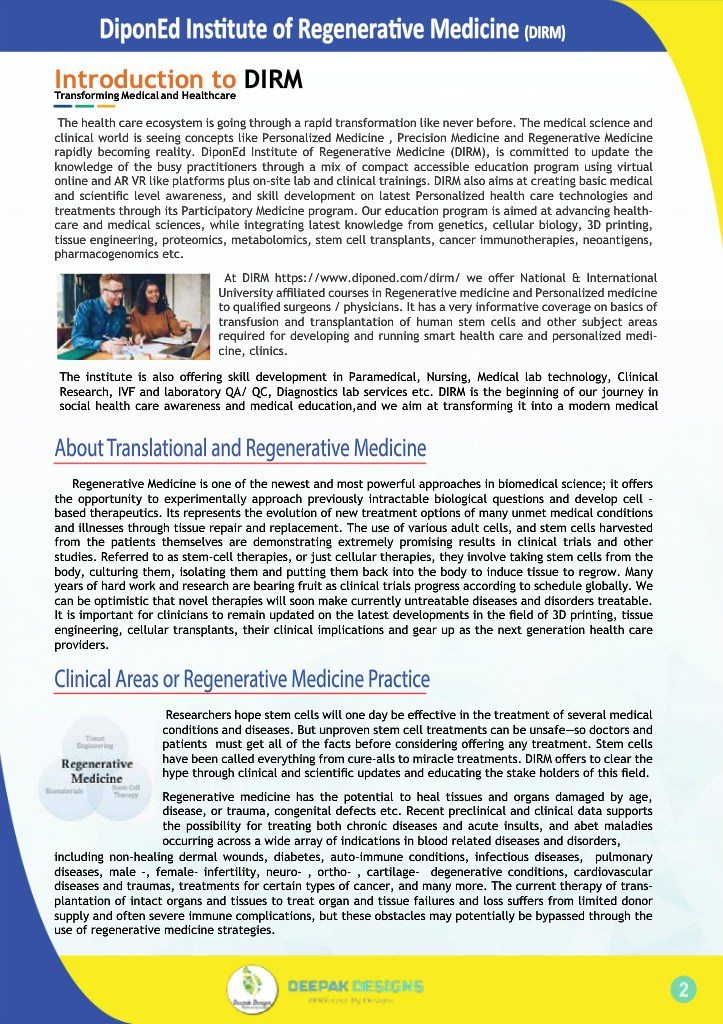 DiponEd Institute of Regenerative Medicine (DIRM)
Introduction to DIRM
Transforming Medical and Healthcare
The health care ecosystem is going through a rapid transformation like never before. The medical science and
clinical world is seeing concepts like Personalized Medicine , Precision Medicine and Regenerative Medicine
rapidly becoming reality. DiponEd Institute of Regenerative Medicine (DIRM), is committed to update the
knowledge of the busy practitioners through a mix of compact accessible education program using virtual
online and AR VR like platforms plus on-site lab and clinical trainings. DIRM also aims at creating basic medical
and scientific level awareness, and skill development on latest Personalized health care technologies and
treatments through its Participatory Medicine program. Our education program is aimed at advancing health-
care and medical sciences, while integrating latest knowledge from genetics, cellular biology, 3D printing,
tissue engineering, proteomics, metabolomics, stem cell transplants, cancer immunotherapies, neoantigens,
pharmacogenomics etc.
At DIRM https://www.diponed.com/dirm/ we offer National & International
University affiliated courses in Regenerative medicine and Personalized medicine
to qualified surgeons / physicians. It has a very informative coverage on basics of
transfusion and transplantation of human stem cells and other subject areas
required for developing and running smart health care and personalized medi-
cine, clinics.
The institute is also offering skill development in Paramedical, Nursing, Medical lab technology, Clinical
Research, IVF and laboratory QA/ QC, Diagnostics lab services etc. DIRM is the beginning of our journey in
social health care awareness and medical education,and we aim at transforming it into a modern medical
About Translational and Regenerative Medicine
Regenerative Medicine is one of the newest and most powerful approaches in biomedical science; it offers
the opportunity to experimentally approach previously intractable biological questions and develop cell -
based therapeutics. Its represents the evolution of new treatment options of many unmet medical conditions
and illnesses through tissue repair and replacement. The use of various adult cells, and stem cells harvested
from the patients themselves are demonstrating extremely promising results in clinical trials and other
studies. Referred to as stem-cell therapies, or just cellular therapies, they involve taking stem cells from the
body, culturing them, isolating them and putting them back into the body to induce tissue to regrow. Many
years of hard work and research are bearing fruit as clinical trials progress according to schedule globally. We
can be optimistic that novel therapies will soon make currently untreatable diseases and disorders treatable.
It is important for clinicians to remain updated on the latest developments in the field of 3D printing, tissue
engineering, cellular transplants, their clinical implications and gear up as the next generation health care
providers.
Clinical Areas or Regenerative Medicine Practice
Tissue
Engineering
Regenerative
Medicine
Biomaterials
Stem Cell
Therapy
Researchers hope stem cells will one day be effective in the treatment of several medical
conditions and diseases. But unproven stem cell treatments can be unsafe—so doctors and
patients must get all of the facts before considering offering any treatment. Stem cells
have been called everything from cure-alls to miracle treatments. DIRM offers to clear the
hype through clinical and scientific updates and educating the stake holders of this field.
Regenerative medicine has the potential to heal tissues and organs damaged by age,
disease, or trauma, congenital defects etc. Recent preclinical and clinical data supports
the possibility for treating both chronic diseases and acute insults, and abet maladies
occurring across a wide array of indications in blood related diseases and disorders,
including non-healing dermal wounds, diabetes, auto-immune conditions, infectious diseases, pulmonary
diseases, male -, female- infertility, neuro- , ortho- , cartilage- degenerative conditions, cardiovascular
diseases and traumas, treatments for certain types of cancer, and many more. The current therapy of trans-
plantation of intact organs and tissues to treat organ and tissue failures and loss suffers from limited donor
supply and often severe immune complications, but these obstacles may potentially be bypassed through the
use of regenerative medicine strategies.
Deepak Designs
DEEPAK DESIGNS
By Designs
2